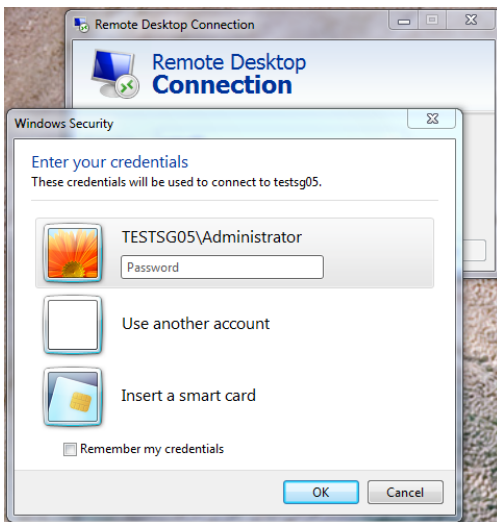 Remote Desktop Connection
Remote Desktop
Connection
Windows Security
Enter your credentials
These credentials will be used to connect to testsg05.
TESTSG05\Administrator
Password
Use another account
Insert a smart card
Remember my credentials
OK
Cancel